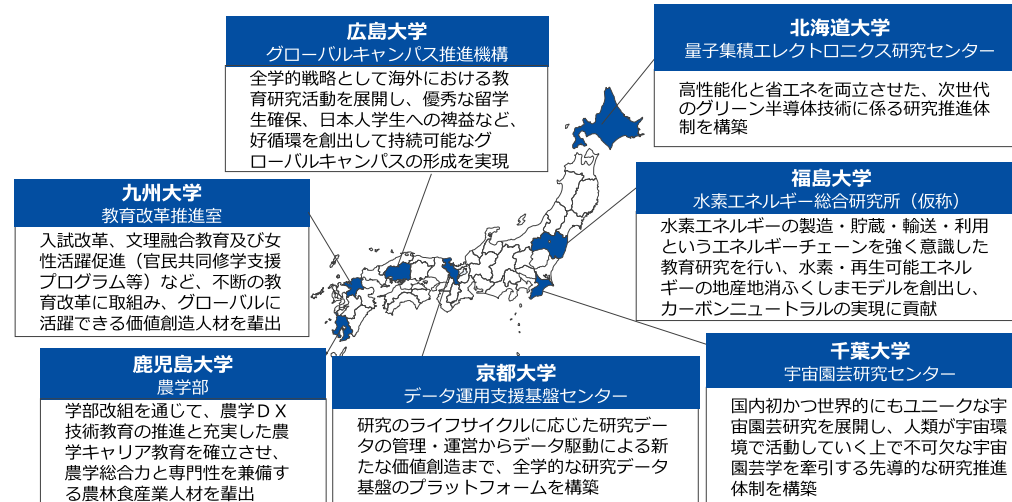 広島大学
グローバルキャンパス推進機構
全学的戦略として海外における教
育研究活動を展開し、優秀な留学
生確保、日本人学生への裨益など、
好循環を創出して持続可能なグ
ローバルキャンパスの形成を実現
北海道大学
量子集積エレクトロニクス研究センター
高性能化と省エネを両立させた、次世代
のグリーン半導体技術に係る研究推進体
制を構築
九州大学
教育改革推進室
入試改革、文理融合教育及び女
性活躍促進（官民共同修学支援
プログラム等）など、不断の教
育改革に取組み、グローバルに
活躍できる価値創造人材を輩出
福島大学
水素エネルギー総合研究所（仮称）
水素エネルギーの製造・貯蔵・輸送・利用
というエネルギーチェーンを強く意識した
教育研究を行い、水素・再生可能エネル
ギーの地産地消ふくしまモデルを創出し、
カーボンニュートラルの実現に貢献
鹿児島大学
農学部
学部改組を通じて、農学ＤＸ
技術教育の推進と充実した農
学キャリア教育を確立させ、
農学総合力と専門性を兼備す
る農林食産業人材を輩出
京都大学
データ運用支援基盤センター
研究のライフサイクルに応じた研究デー
タの管理・運営からデータ駆動による新
たな価値創造まで、全学的な研究データ
基盤のプラットフォームを構築
千葉大学
宇宙園芸研究センター
国内初かつ世界的にもユニークな宇
宙園芸研究を展開し、人類が宇宙環
境で活動していく上で不可欠な宇宙
園芸学を牽引する先導的な研究推進
体制を構築